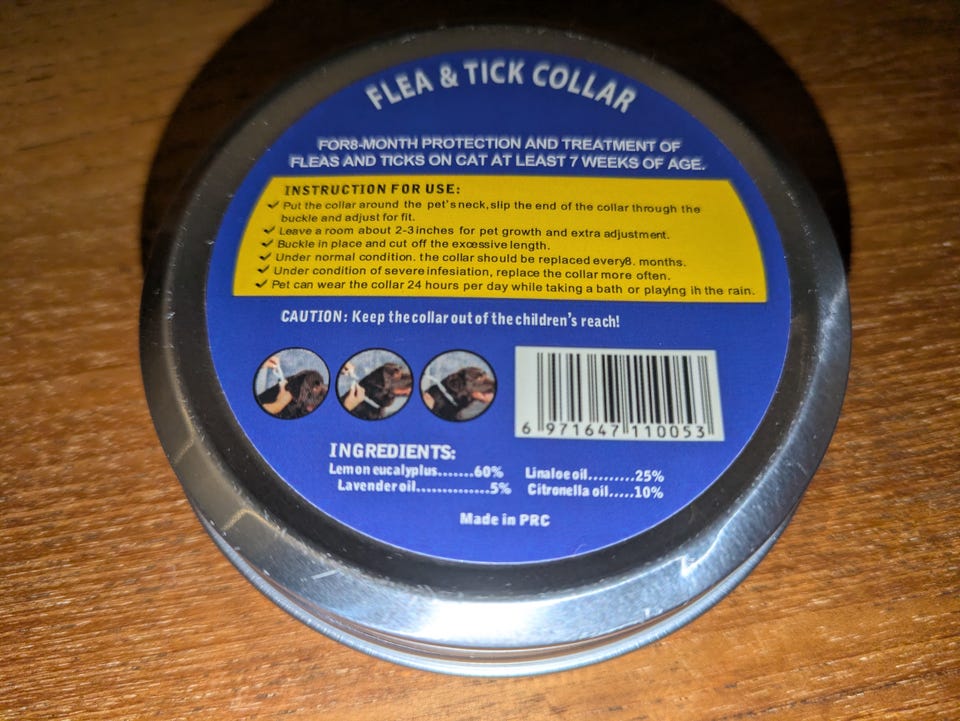 FLEA & TICK COLLAR
FOR8-MONTH PROTECTION AND TREATMENT OF
FLEAS AND TICKS ON CAT AT LEAST 7 WEEKS OF AGE.
INSTRUCTION FOR USE:
✓ Put the collar around the pet's neck,slip the end of the collar through the
buckle and adjust for fit.
✓ Leave a room about 2-3inches for pet growth and extra adjustment.
✓ Buckle in place and cut off the excessive length.
✓ Under normal condition. the collar should be replaced every8. months.
✓ Under condition of severe infesiation, replace the collar more often.
✓ Pet can wear the collar 24 hours per day while taking a bath or playing ih the rain.
CAUTION: Keep the collar out of the children's reach!
6 971647 110053
INGREDIENTS:
Lemon eucalyplus.......60% Linaloe oil.........25%
Lavender oil..............5% Citronella oil.....10%
Made in PRC